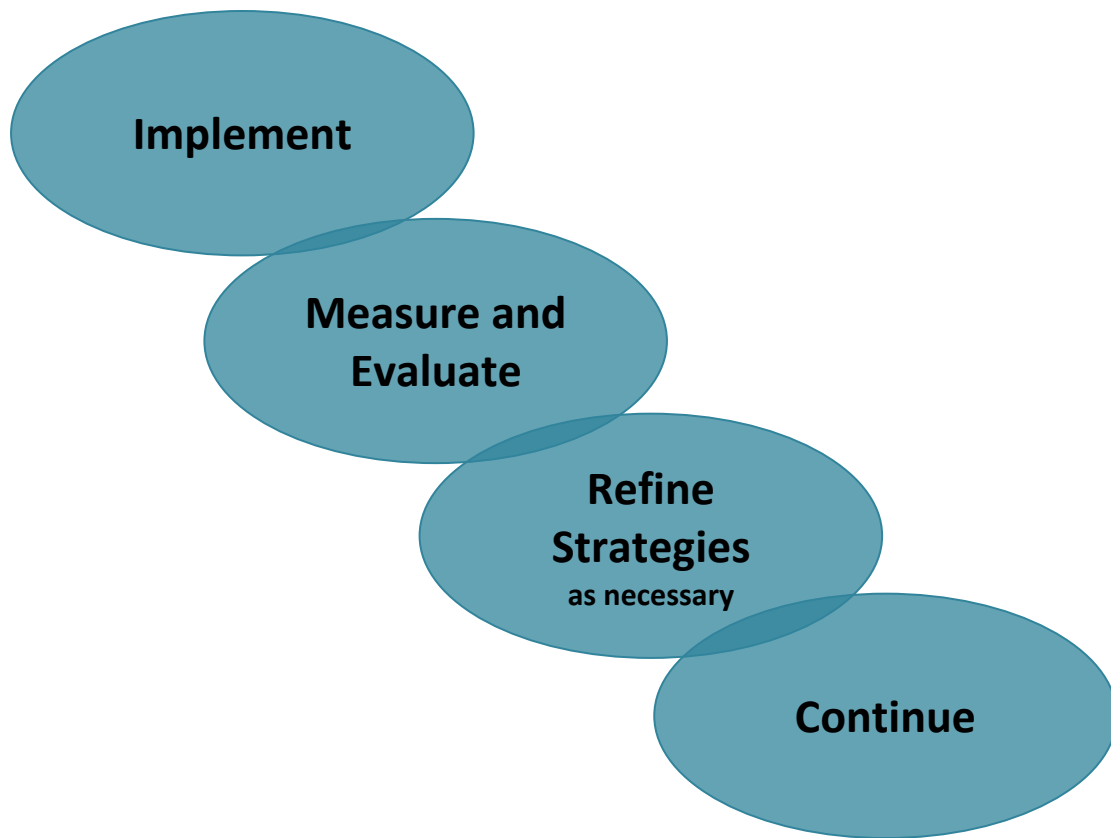 Implement
Measure and
Evaluate
Refine
Strategies
as necessary
Continue